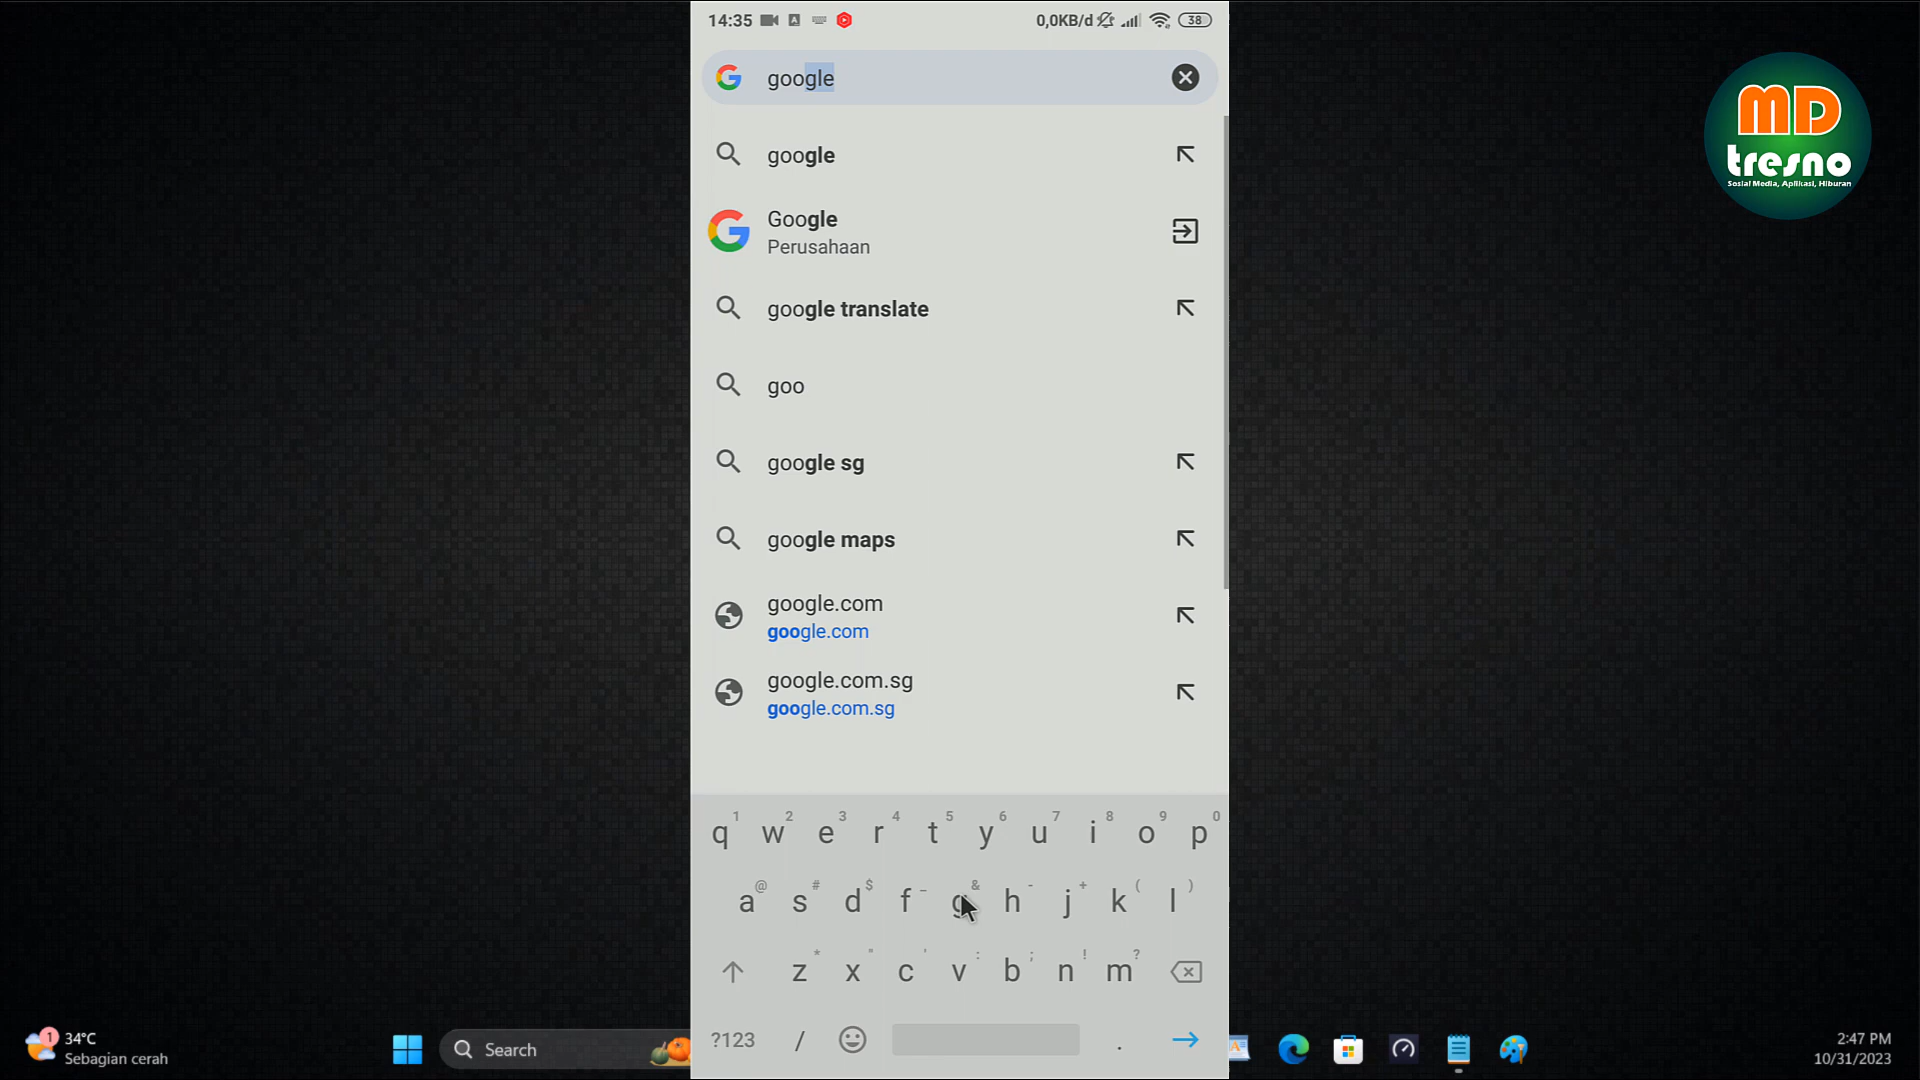 14:35
0,0KB/d
38
google
google
Google
Perusahaan
google translate
goo
google sg
google maps
google.com
google.com
google.com.sg
google.com.sg
1 2 3 4 5 6 7 8 9 0
q w e r t y u i o p
@ # $ _ & - + ( )
a s d f g h j k l
* " ' : ; ! ?
z x c v b n m
?123 / .
MD
tresno
Sosial Media, Aplikasi, Hiburan
1
34°C
Sebagian cerah
Search
2:47 PM
10/31/2023